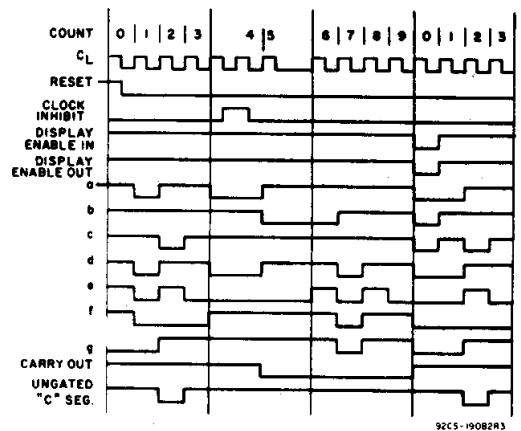 COUNT 0 1 2 3 4 5 6 7 8 9 0 1 2 3
CL
RESET
CLOCK
INHIBIT
DISPLAY
ENABLE IN
DISPLAY
ENABLE OUT
a
b
c
d
e
f
g
CARRY OUT
UNGATED
"C" SEG.
92CS-19082R3